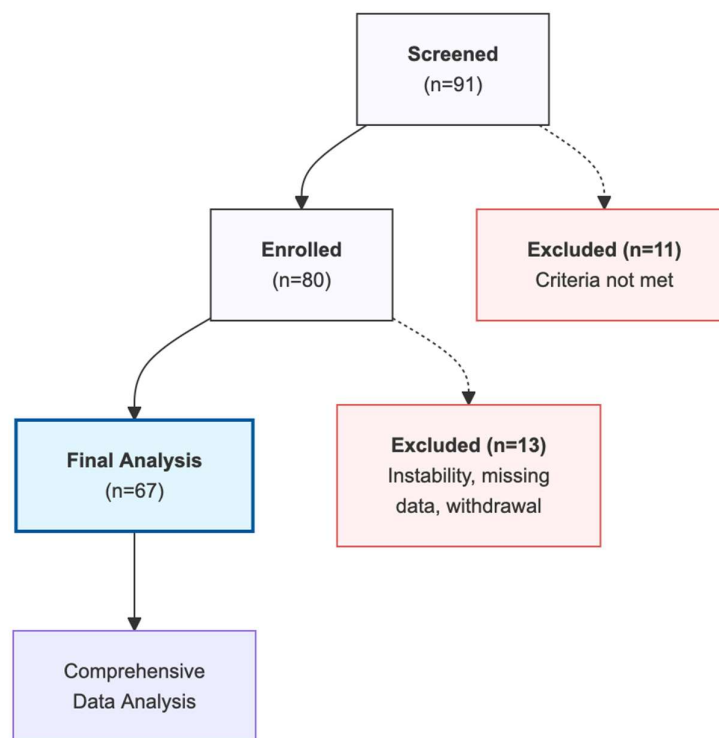 Screened
(n=91)
Enrolled
(n=80)
Excluded (n=11)
Criteria not met
Final Analysis
(n=67)
Excluded (n=13)
Instability, missing
data, withdrawal
Comprehensive
Data Analysis